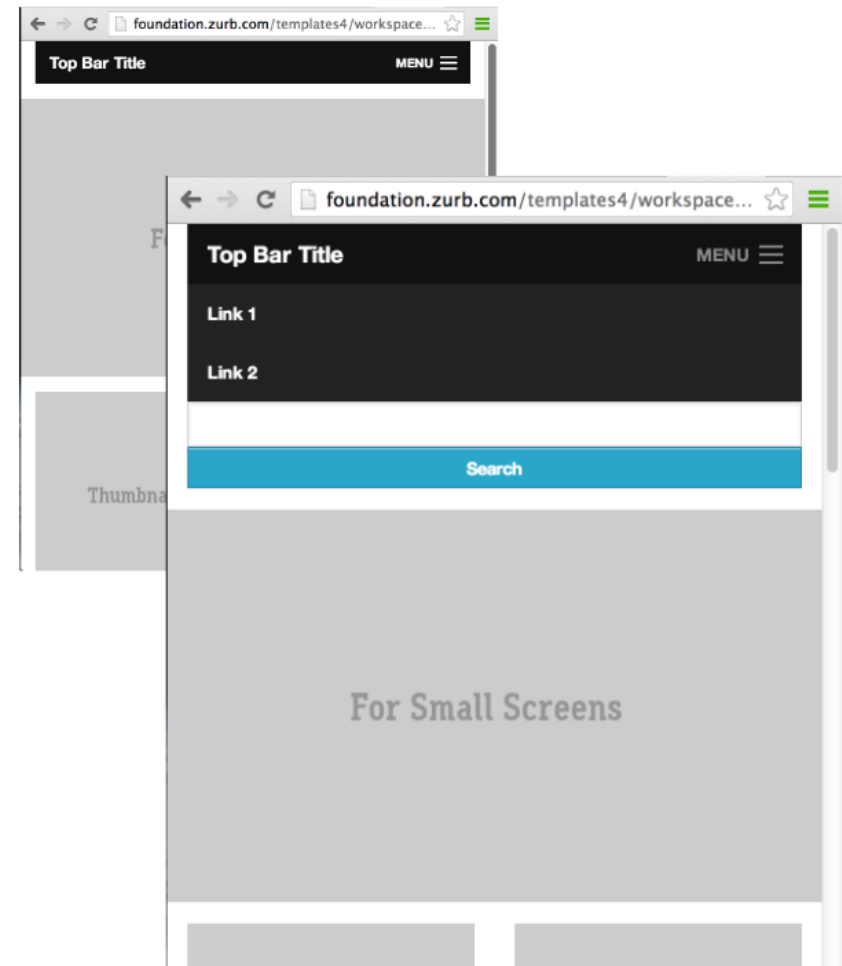 foundation.zurb.com/templates4/workspace...
Top Bar Title MENU
Thumbna
foundation.zurb.com/templates4/workspace...
Top Bar Title MENU
Link 1
Link 2
Search
For Small Screens